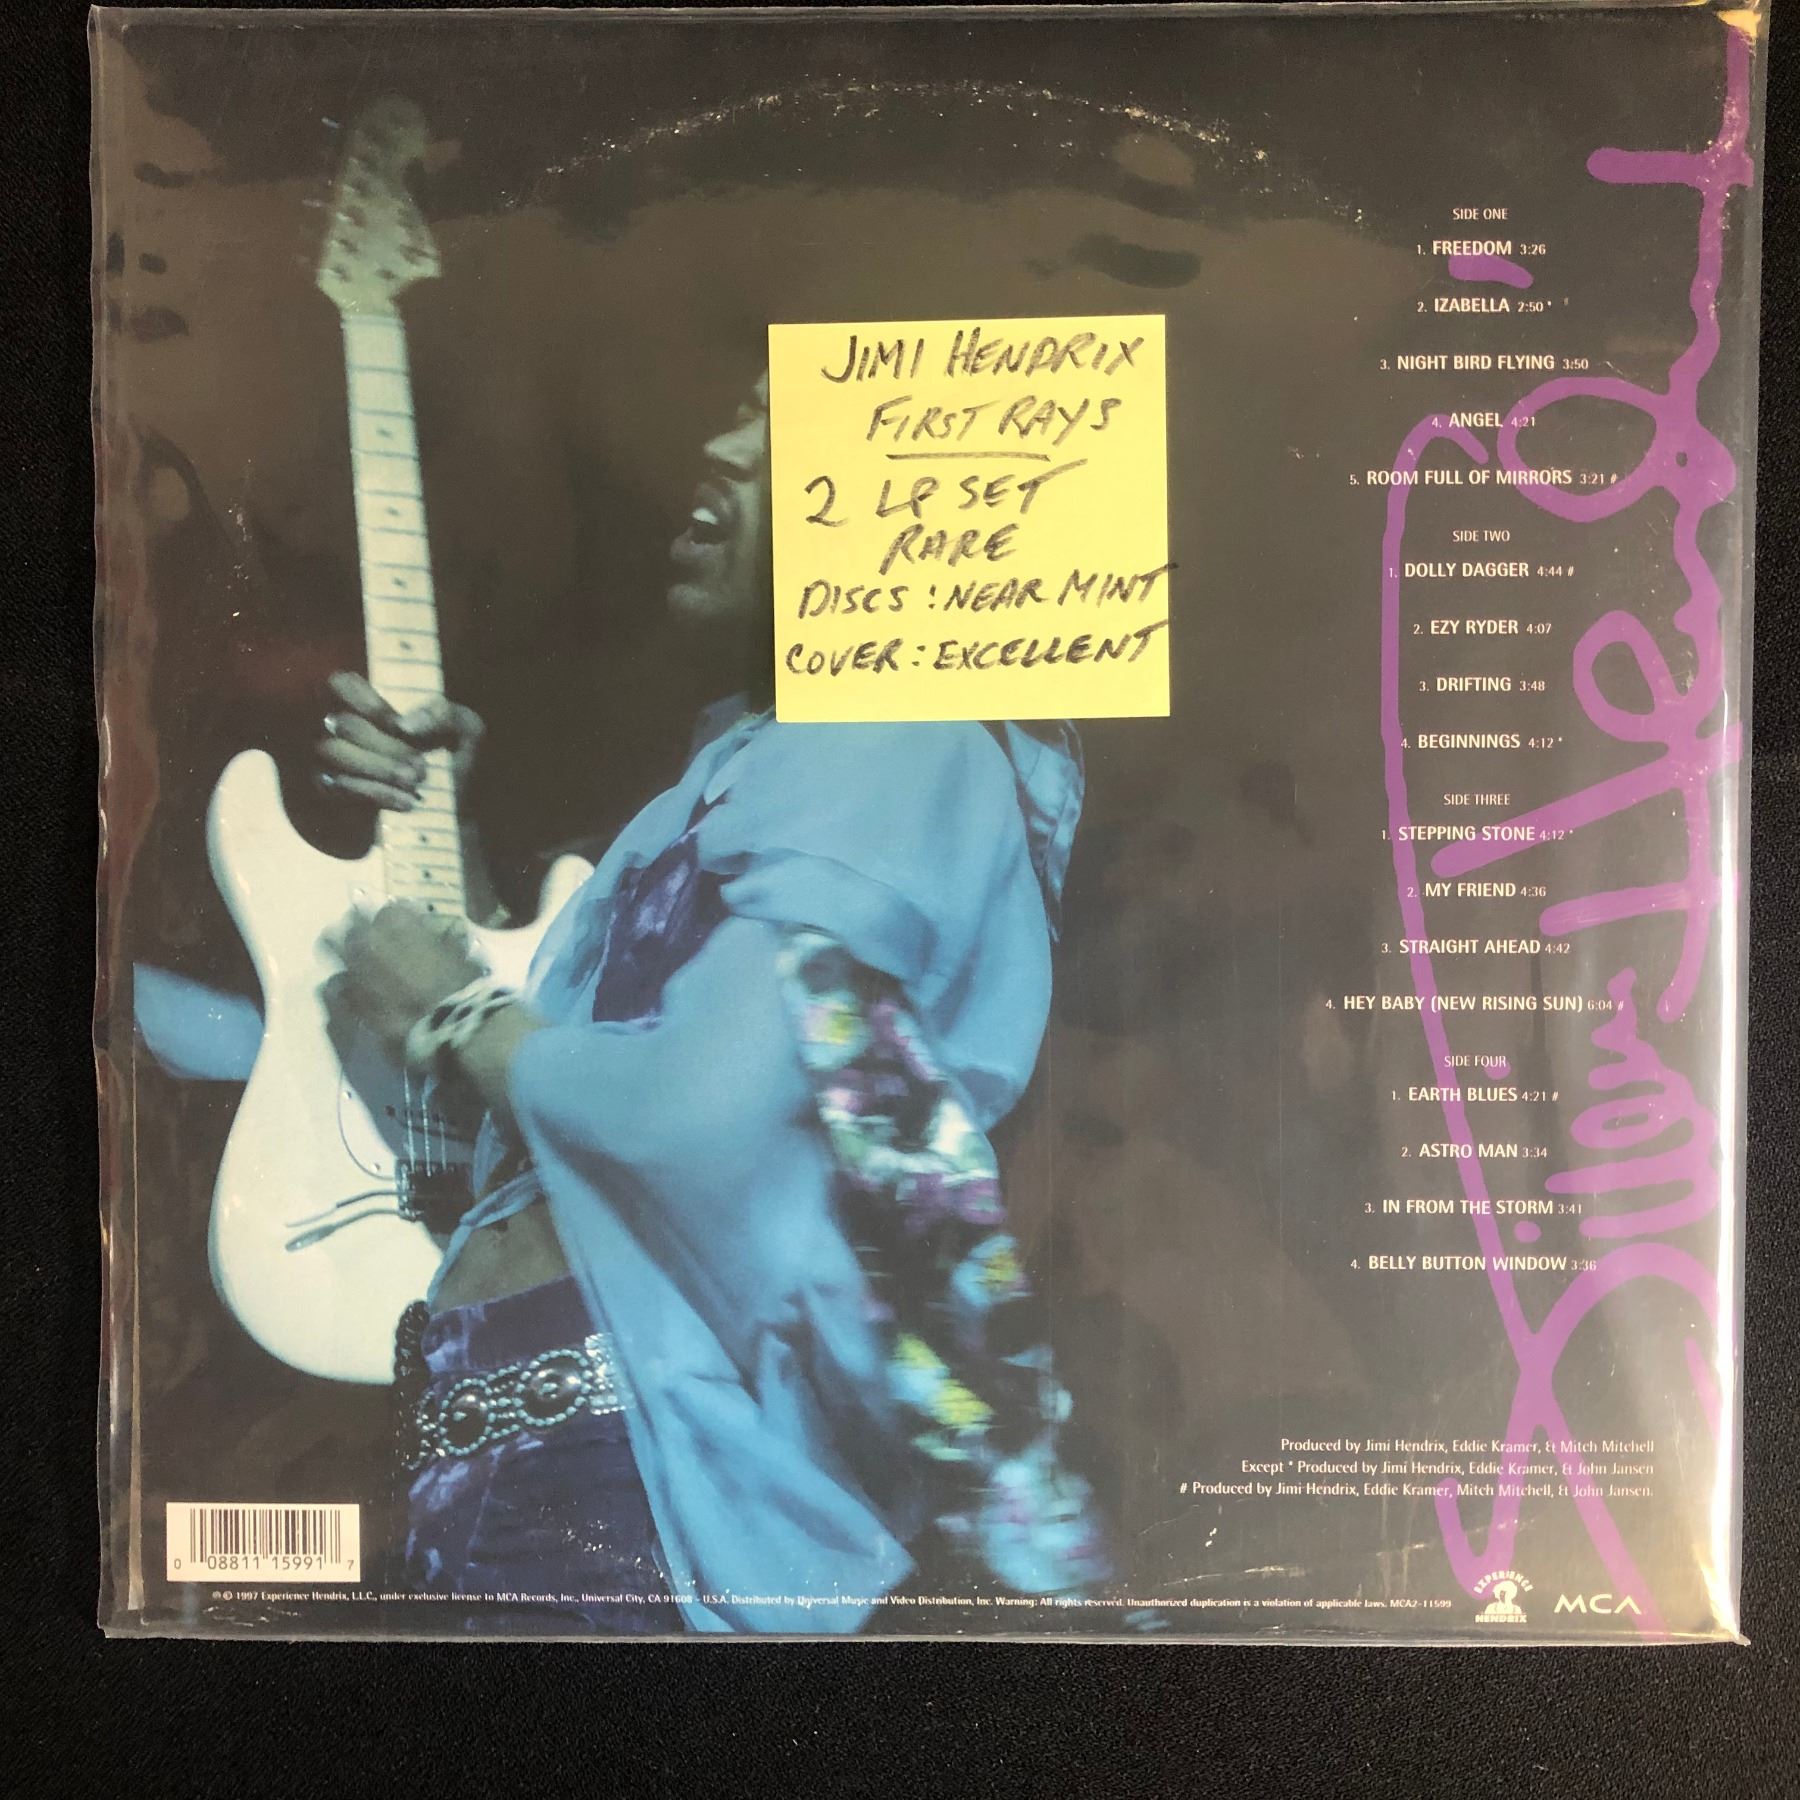 JIMI HENDRIX
FIRST RAYS
2 LP SET
RARE
DISCS: NEAR MINT
COVER: EXCELLENT
SIDE ONE
1. FREEDOM 3:26
2. IZABELLA 2:50 *
3. NIGHT BIRD FLYING 3:50
4. ANGEL 4:21
5. ROOM FULL OF MIRRORS 3:21 #
SIDE TWO
1. DOLLY DAGGER 4:44 #
2. EZY RYDER 4:07
3. DRIFTING 3:48
4. BEGINNINGS 4:12 *
SIDE THREE
1. STEPPING STONE 4:12 *
2. MY FRIEND 4:36
3. STRAIGHT AHEAD 4:42
4. HEY BABY (NEW RISING SUN) 6:04 #
SIDE FOUR
1. EARTH BLUES 4:21 #
2. ASTRO MAN 3:34
3. IN FROM THE STORM 3:41
4. BELLY BUTTON WINDOW 3:36
Produced by Jimi Hendrix, Eddie Kramer, & Mitch Mitchell
Except * Produced by Jimi Hendrix, Eddie Kramer, & John Jansen
# Produced by Jimi Hendrix, Eddie Kramer, Mitch Mitchell, & John Jansen.
0 08811 15991 7
℗ © 1997 Experience Hendrix, L.L.C., under exclusive license to MCA Records, Inc., Universal City, CA 91608 - U.S.A. Distributed by Universal Music and Video Distribution, Inc. Warning: All rights reserved. Unauthorized duplication is a violation of applicable laws. MCA2-11599
EXPERIENCE
HENDRIX
MCA